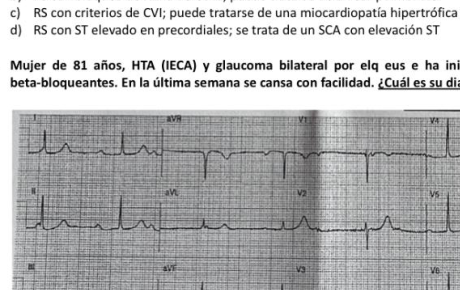 c) RS con criterios de CVI; puede tratarse de una miocardiopatía hipertrófica
d) RS con ST elevado en precordiales; se trata de un SCA con elevación ST
Mujer de 81 años, HTA (IECA) y glaucoma bilateral por elq eus e ha ini
beta-bloqueantes. En la última semana se cansa con facilidad. ¿Cuál es su dia
I aVR V1 V4
II aVL V2 V5
III aVF V3 V6